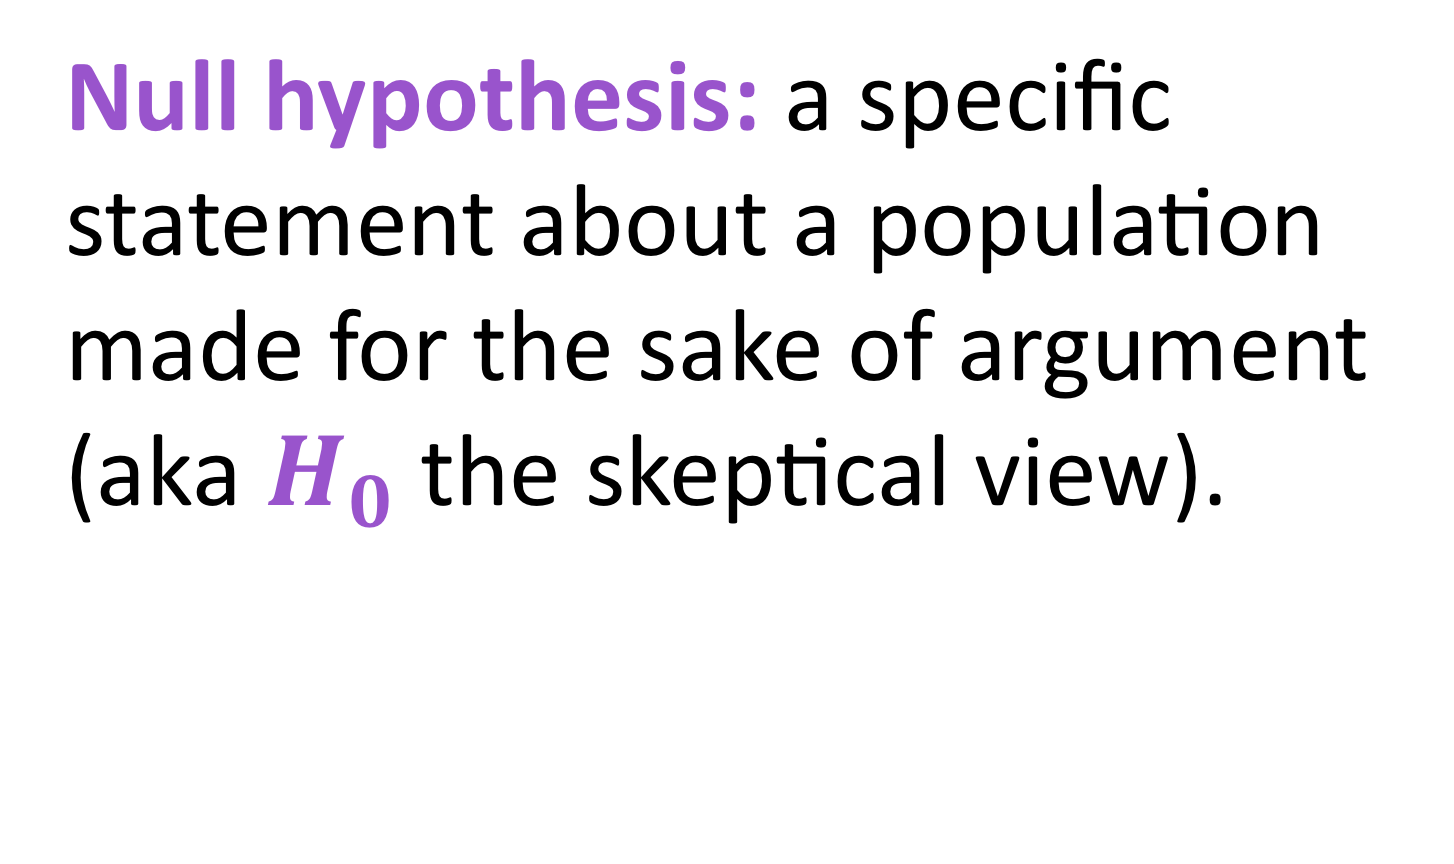 Null hypothesis: a specific
statement about a population
made for the sake of argument
(aka H₀ the skeptical view).